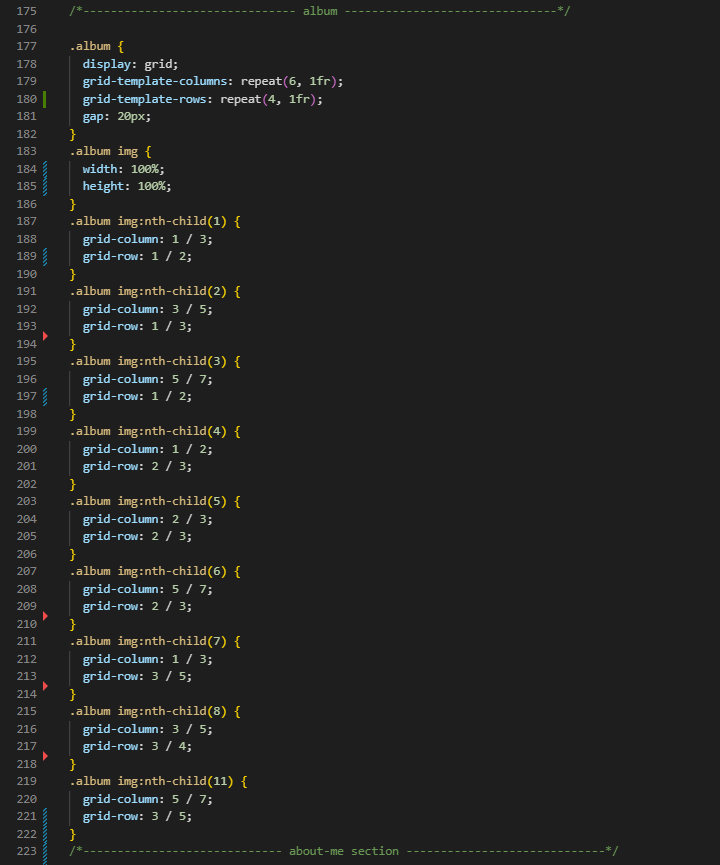 175 /*------------------------------- album -------------------------------*/
176
177 .album {
178 display: grid;
179 grid-template-columns: repeat(6, 1fr);
180 grid-template-rows: repeat(4, 1fr);
181 gap: 20px;
182 }
183 .album img {
184 width: 100%;
185 height: 100%;
186 }
187 .album img:nth-child(1) {
188 grid-column: 1 / 3;
189 grid-row: 1 / 2;
190 }
191 .album img:nth-child(2) {
192 grid-column: 3 / 5;
193 grid-row: 1 / 3;
194 }
195 .album img:nth-child(3) {
196 grid-column: 5 / 7;
197 grid-row: 1 / 2;
198 }
199 .album img:nth-child(4) {
200 grid-column: 1 / 2;
201 grid-row: 2 / 3;
202 }
203 .album img:nth-child(5) {
204 grid-column: 2 / 3;
205 grid-row: 2 / 3;
206 }
207 .album img:nth-child(6) {
208 grid-column: 5 / 7;
209 grid-row: 2 / 3;
210 }
211 .album img:nth-child(7) {
212 grid-column: 1 / 3;
213 grid-row: 3 / 5;
214 }
215 .album img:nth-child(8) {
216 grid-column: 3 / 5;
217 grid-row: 3 / 4;
218 }
219 .album img:nth-child(11) {
220 grid-column: 5 / 7;
221 grid-row: 3 / 5;
222 }
223 /*----------------------------- about-me section -----------------------------*/